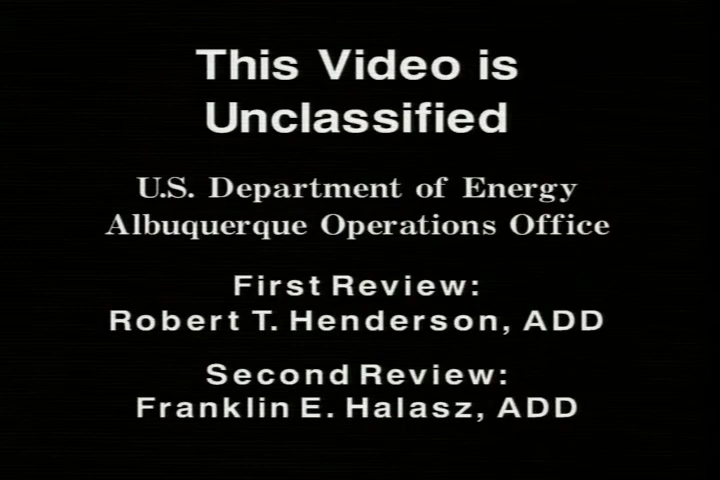 This Video is
Unclassified
U.S. Department of Energy
Albuquerque Operations Office
First Review:
Robert T. Henderson, ADD
Second Review:
Franklin E. Halasz, ADD